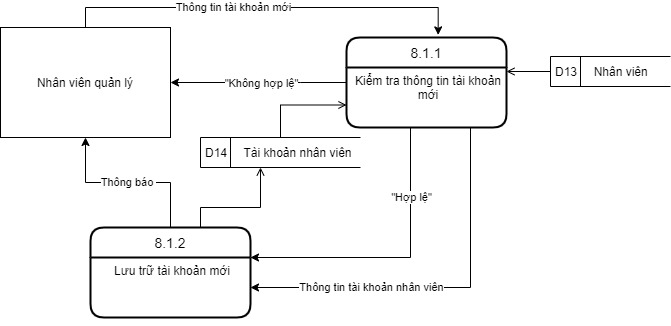 Thông tin tài khoản mới
8.1.1
Nhân viên quản lý
"Không hợp lệ"
Kiểm tra thông tin tài khoản
mới
D13
Nhân viên
D14
Tài khoản nhân viên
Thông báo
"Hợp lệ"
8.1.2
Lưu trữ tài khoản mới
Thông tin tài khoản nhân viên